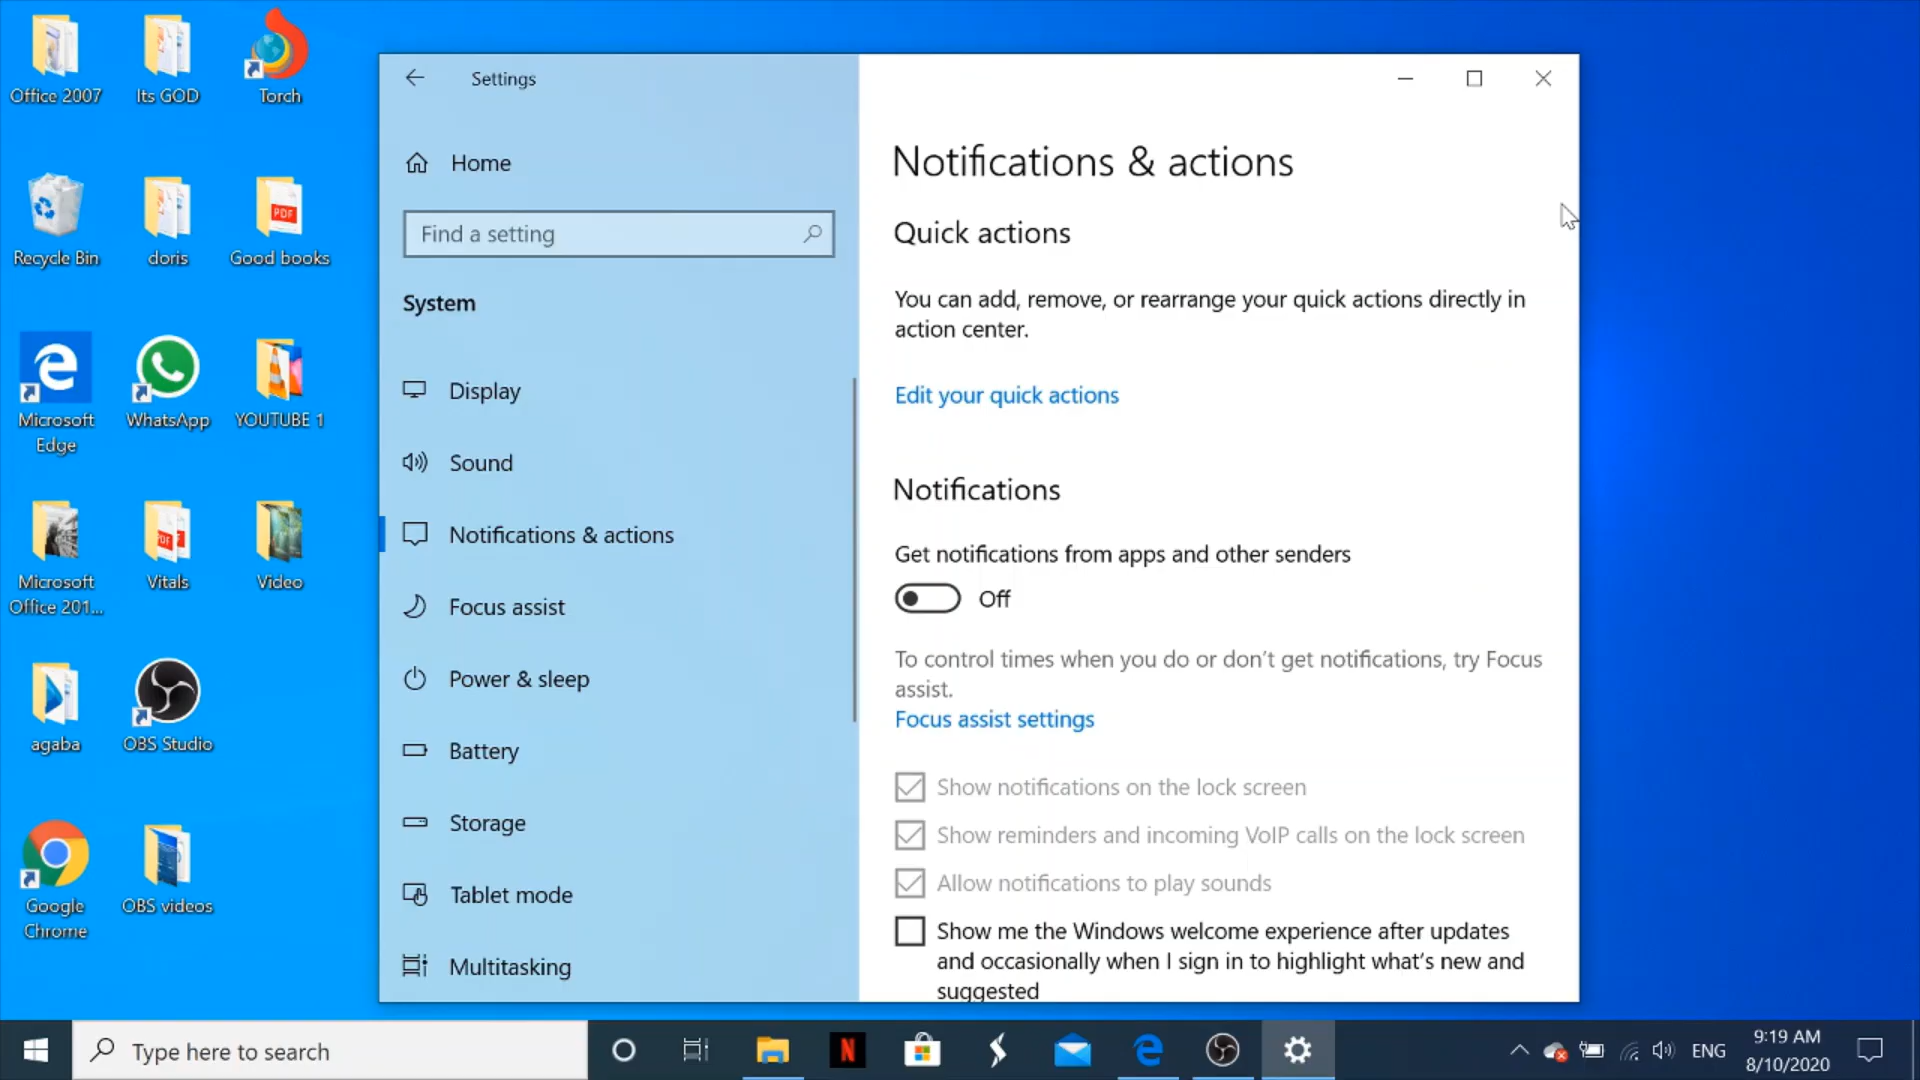 Office 2007
Its GOD
Torch
Recycle Bin
doris
PDF
Good books
Microsoft
Edge
WhatsApp
YOUTUBE 1
Microsoft
Office 201...
PDF
Vitals
Video
agaba
OBS Studio
Google
Chrome
OBS videos
Settings
Home
Find a setting
System
Display
Sound
Notifications & actions
Focus assist
Power & sleep
Battery
Storage
Tablet mode
Multitasking
Notifications & actions
Quick actions
You can add, remove, or rearrange your quick actions directly in
action center.
Edit your quick actions
Notifications
Get notifications from apps and other senders
Off
To control times when you do or don't get notifications, try Focus
assist.
Focus assist settings
Show notifications on the lock screen
Show reminders and incoming VoIP calls on the lock screen
Allow notifications to play sounds
Show me the Windows welcome experience after updates
and occasionally when I sign in to highlight what's new and
suggested
Type here to search
N
ENG
9:19 AM
8/10/2020